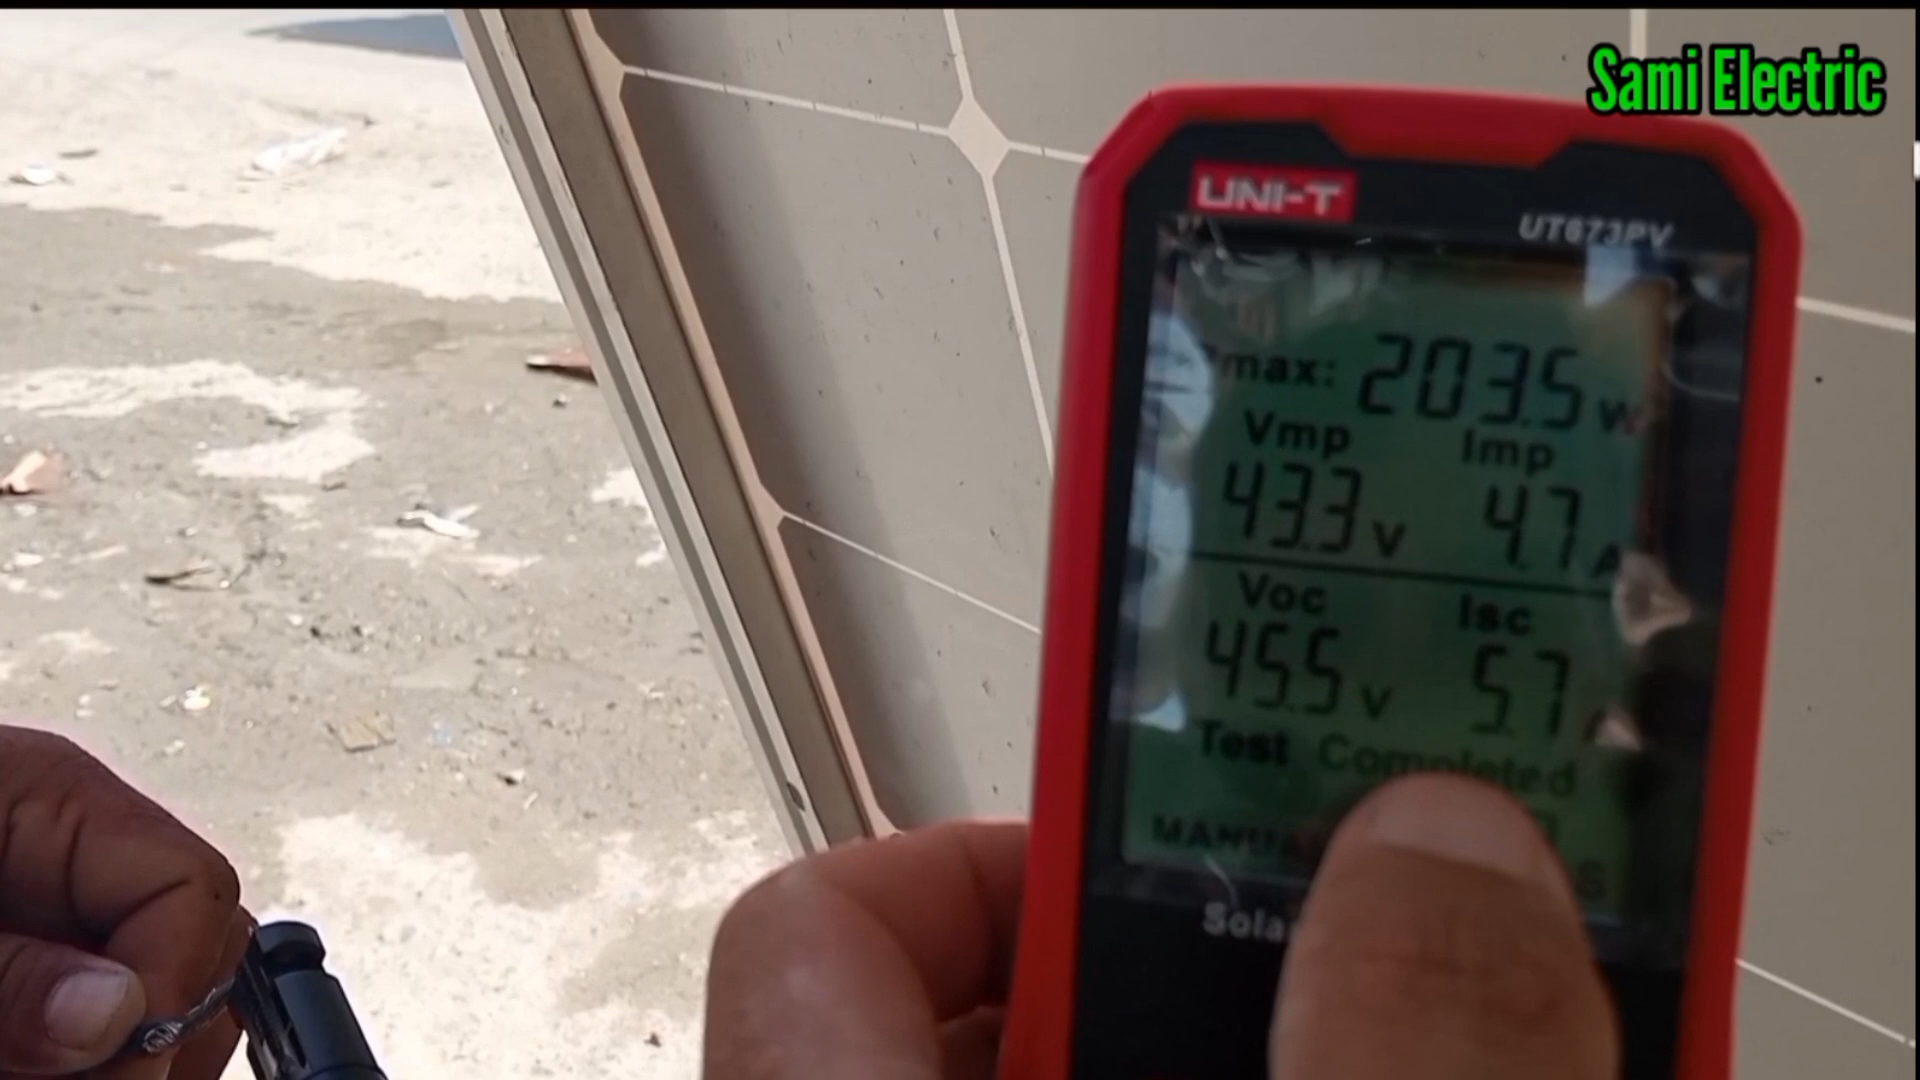 Sami Electric
UNI-T
UT673PV
Pmax: 203.5 W
Vmp Imp
43.3 V 4.7 A
Voc Isc
45.5 V 5.7
Test Completed